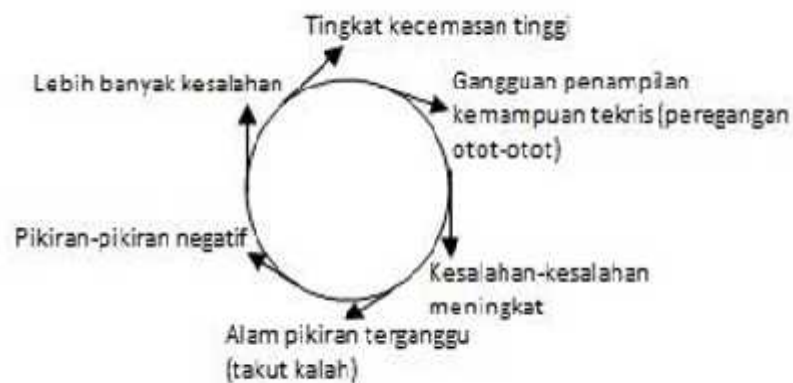 Tingkat kecemasan tinggi
Gangguan penampilan
kemampuan teknis (peregangan
otot-otot)
Kesalahan-kesalahan
meningkat
Alam pikiran terganggu
(takut kalah)
Pikiran-pikiran negatif
Lebih banyak kesalahan